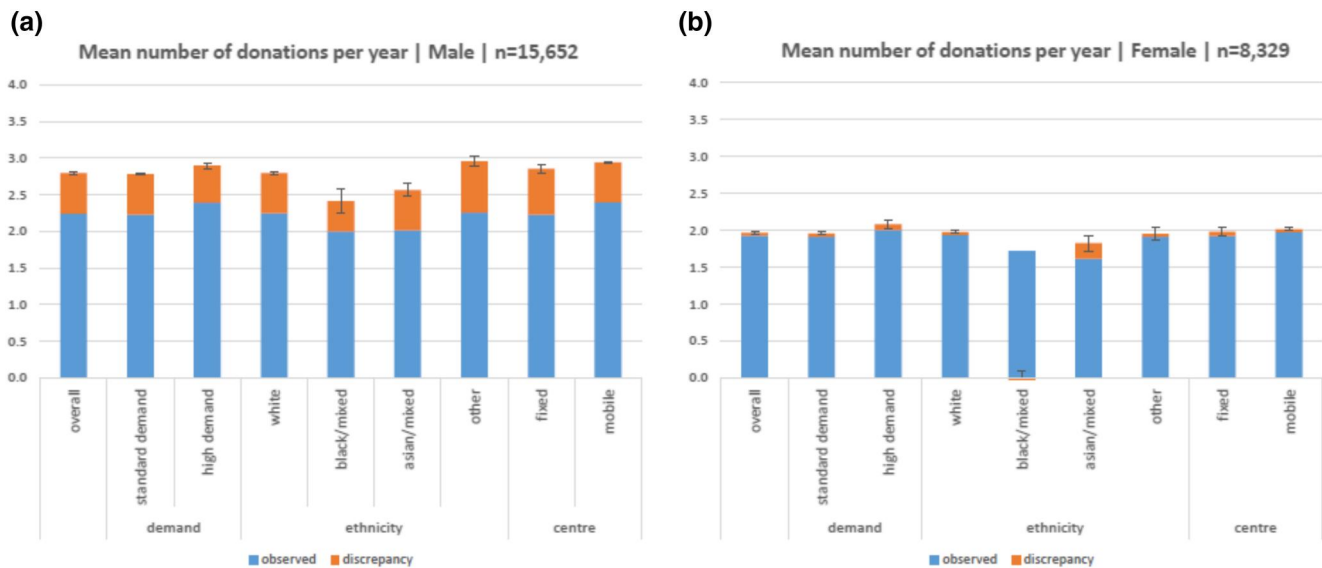 (a)
Mean number of donations per year | Male | n=15,652
4.0
3.5
3.0
2.5
2.0
1.5
1.0
0.5
0.0
overall
standard demand
high demand
white
black/mixed
asian/mixed
other
fixed
mobile
demand
ethnicity
centre
observed
discrepancy
(b)
Mean number of donations per year | Female | n=8,329
4.0
3.5
3.0
2.5
2.0
1.5
1.0
0.5
0.0
overall
standard demand
high demand
white
black/mixed
asian/mixed
other
fixed
mobile
demand
ethnicity
centre
observed
discrepancy